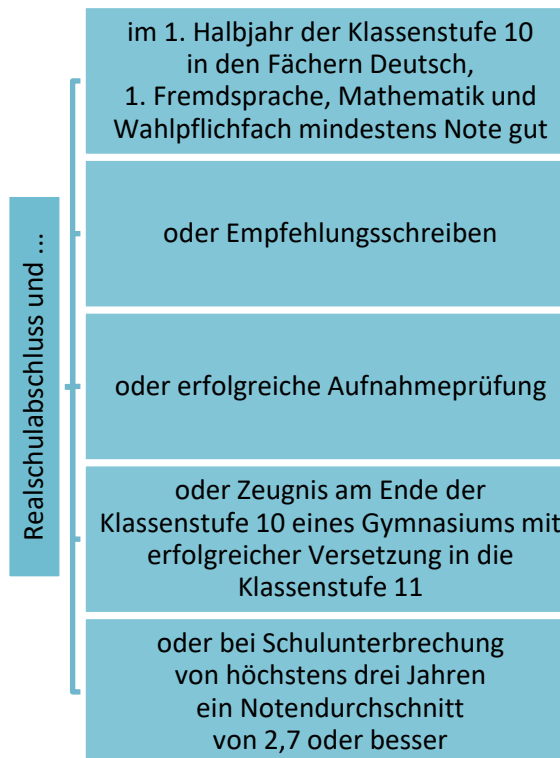 Realschulabschluss und ...
im 1. Halbjahr der Klassenstufe 10
in den Fächern Deutsch,
1. Fremdsprache, Mathematik und
Wahlpflichfach mindestens Note gut
oder Empfehlungsschreiben
oder erfolgreiche Aufnahmeprüfung
oder Zeugnis am Ende der
Klassenstufe 10 eines Gymnasiums mit
erfolgreicher Versetzung in die
Klassenstufe 11
oder bei Schulunterbrechung
von höchstens drei Jahren
ein Notendurchschnitt
von 2,7 oder besser